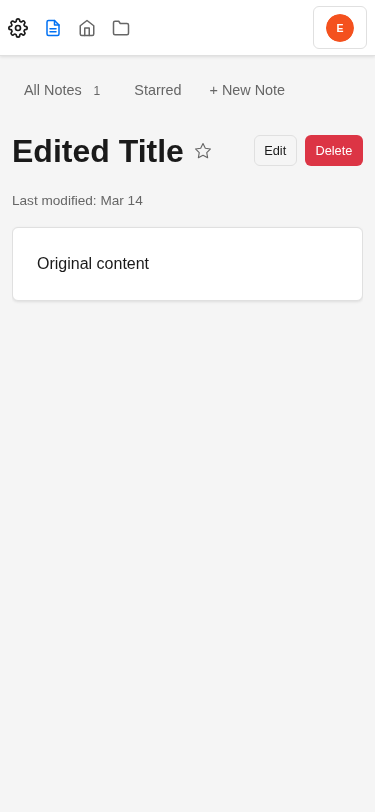 E
All Notes 1 Starred + New Note
Edited Title Edit Delete
Last modified: Mar 14
Original content